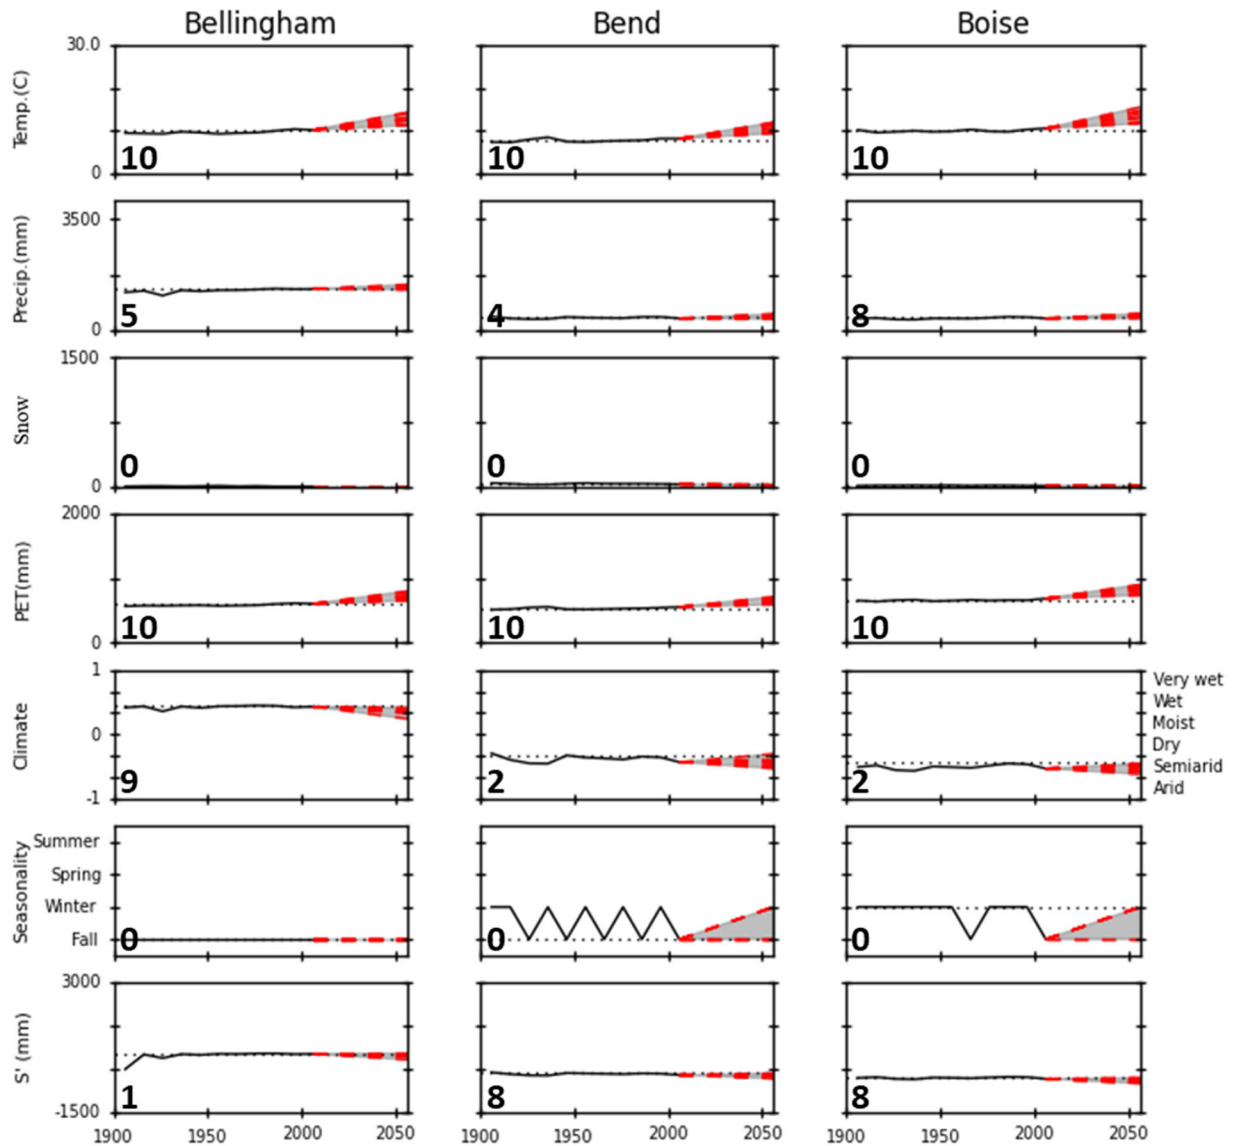 Bellingham Bend Boise
Temp.(C)
30.0
0
10 10 10
Precip.(mm)
3500
0
5 4 8
Snow
1500
0
0 0 0
PET(mm)
2000
0
10 10 10
Climate
1
0
-1
9 2 2
Very wet
Wet
Moist
Dry
Semiarid
Arid
Seasonality
Summer
Spring
Winter
Fall
0 0 0
S' (mm)
3000
-1500
1 8 8
1900 1950 2000 2050 1900 1950 2000 2050 1900 1950 2000 2050